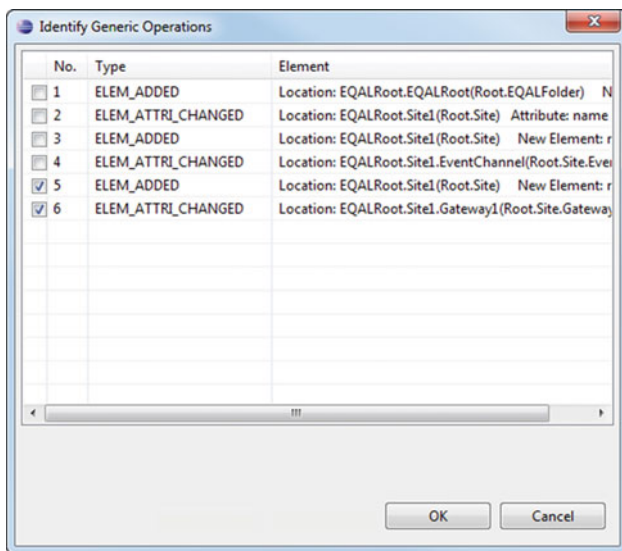 Identify Generic Operations
No. Type Element
1 ELEM_ADDED Location: EQALRoot.EQALRoot(Root.EQALFolder) N
2 ELEM_ATTRI_CHANGED Location: EQALRoot.Site1(Root.Site) Attribute: name
3 ELEM_ADDED Location: EQALRoot.Site1(Root.Site) New Element: r
4 ELEM_ATTRI_CHANGED Location: EQALRoot.Site1.EventChannel(Root.Site.Eve
5 ELEM_ADDED Location: EQALRoot.Site1(Root.Site) New Element: r
6 ELEM_ATTRI_CHANGED Location: EQALRoot.Site1.Gateway1(Root.Site.Gateway
OK Cancel